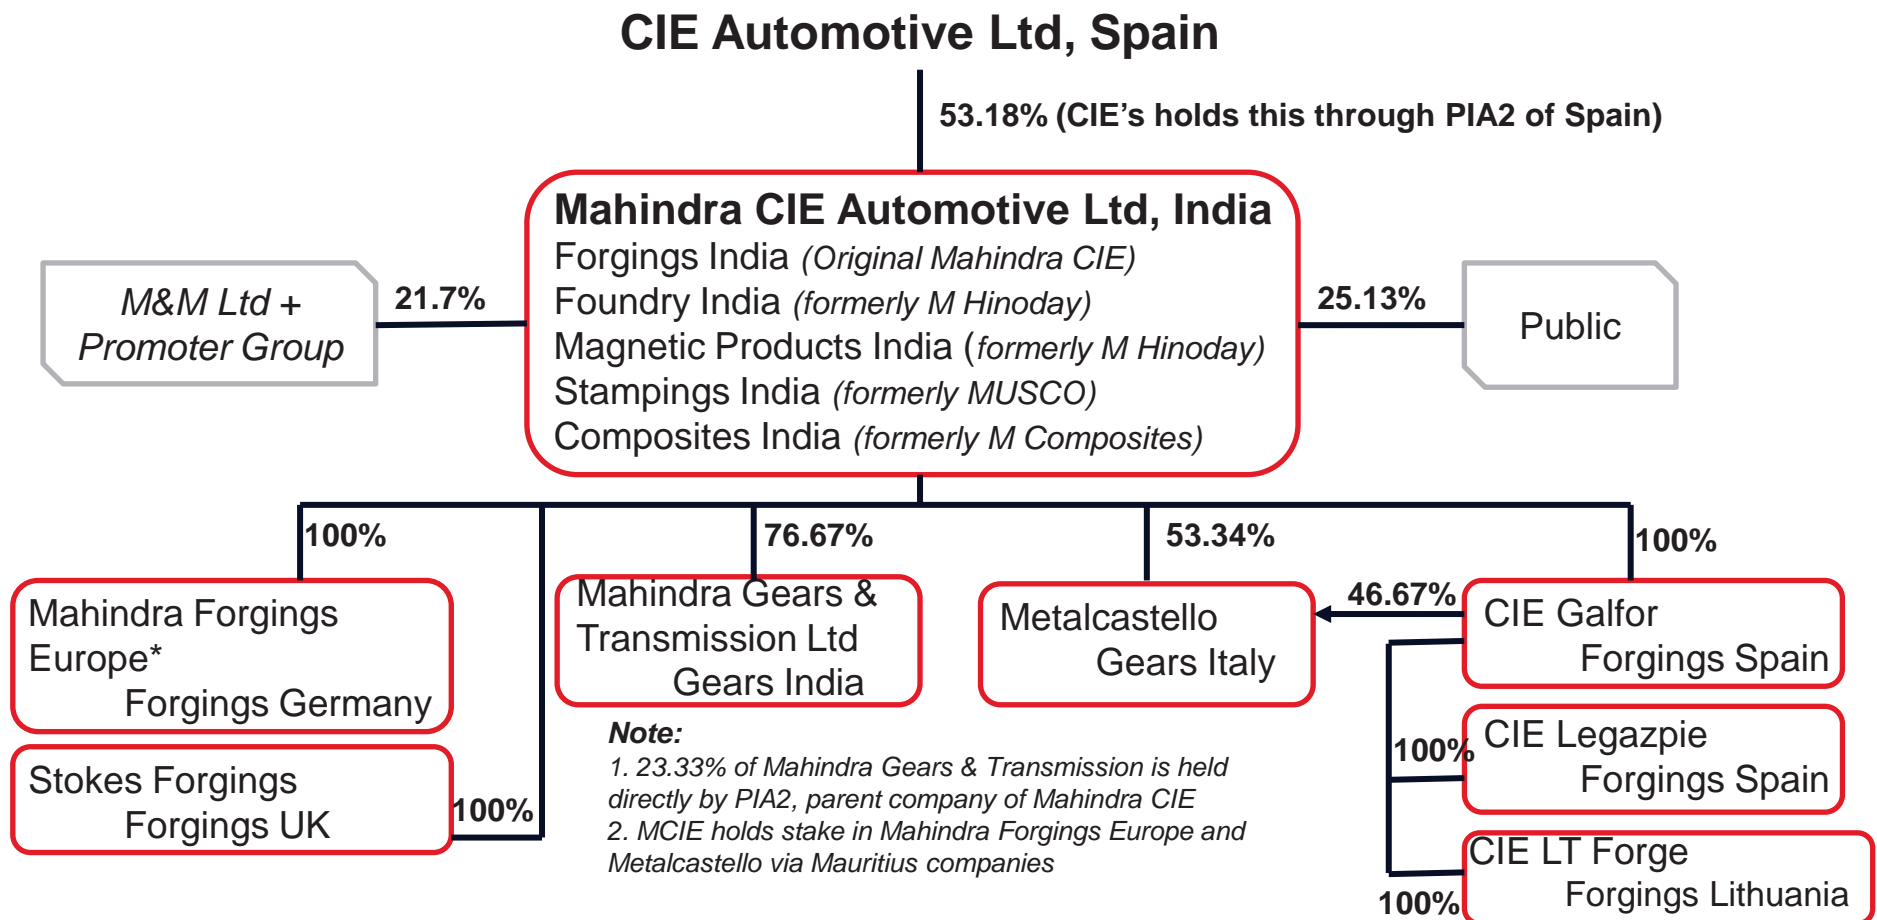 CIE Automotive Ltd, Spain
53.18% (CIE’s holds this through PIA2 of Spain)
Mahindra CIE Automotive Ltd, India
Forgings India (Original Mahindra CIE)
Foundry India (formerly M Hinoday)
Magnetic Products India (formerly M Hinoday)
Stampings India (formerly MUSCO)
Composites India (formerly M Composites)
M&M Ltd +
Promoter Group
21.7%
25.13%
Public
100%
76.67%
53.34%
100%
Mahindra Forgings
Europe*
Forgings Germany
Mahindra Gears &
Transmission Ltd
Gears India
Metalcastello
Gears Italy
46.67%
CIE Galfor
Forgings Spain
Stokes Forgings
Forgings UK
100%
Note:
1. 23.33% of Mahindra Gears & Transmission is held
directly by PIA2, parent company of Mahindra CIE
2. MCIE holds stake in Mahindra Forgings Europe and
Metalcastello via Mauritius companies
100%
CIE Legazpie
Forgings Spain
CIE LT Forge
Forgings Lithuania
100%